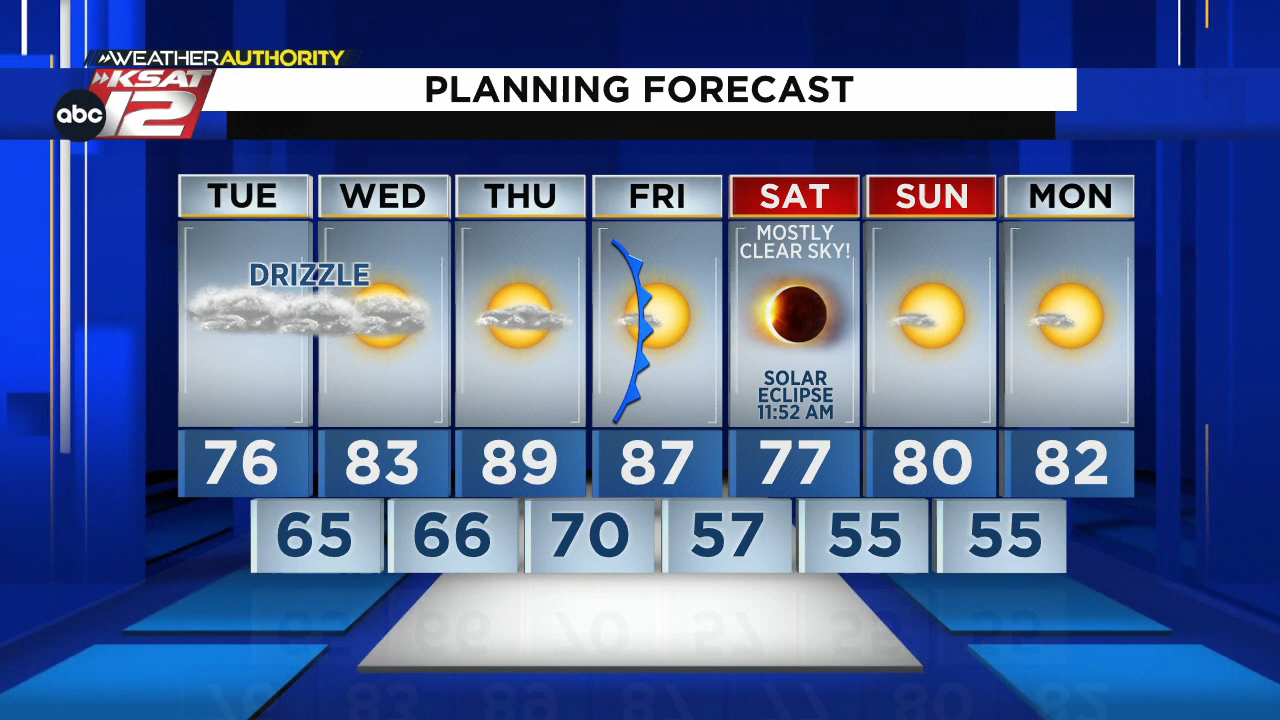 WEATHERAUTHORITY
KSAT
abc 12
PLANNING FORECAST
TUE WED THU FRI SAT SUN MON
MOSTLY
CLEAR SKY!
DRIZZLE
SOLAR
ECLIPSE
11:52 AM
76 83 89 87 77 80 82
65 66 70 57 55 55